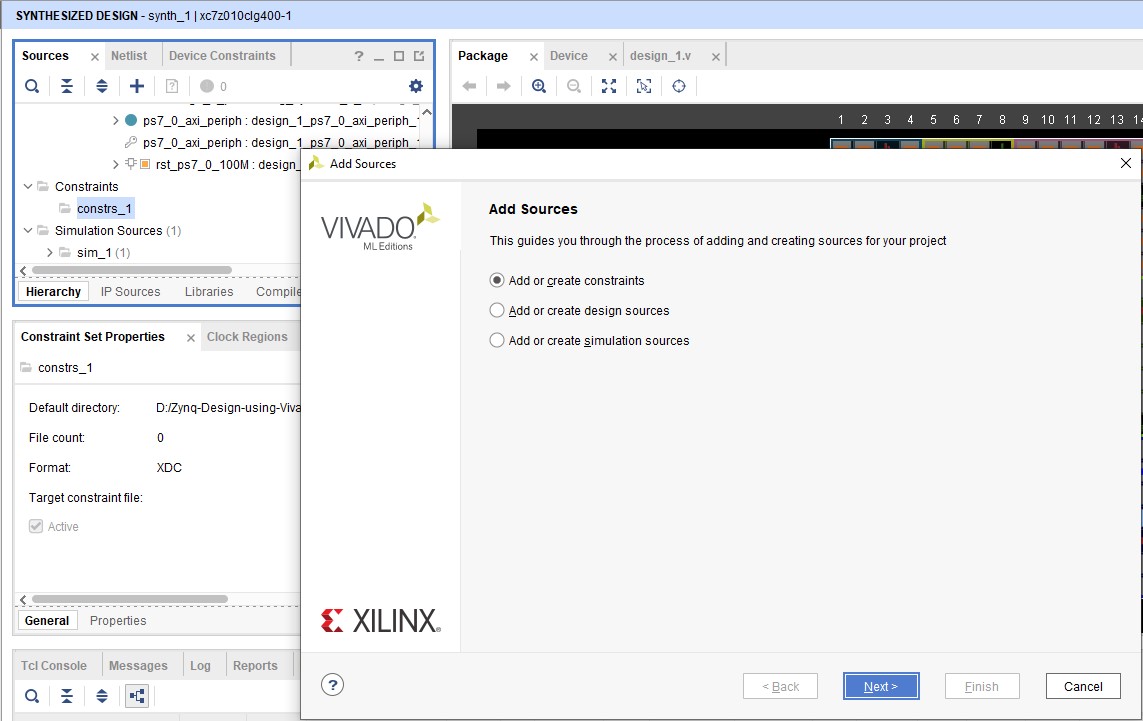 SYNTHESIZED DESIGN - synth_1 | xc7z010clg400-1
Sources Netlist Device Constraints
0
ps7_0_axi_periph : design_1_ps7_0_axi_periph_
ps7_0_axi_periph : design_1_ps7_0_axi_periph_
rst_ps7_0_100M : design_
Constraints
constrs_1
Simulation Sources (1)
sim_1 (1)
Hierarchy IP Sources Libraries Compile
Constraint Set Properties Clock Regions
constrs_1
Default directory: D:/Zynq-Design-using-Viva
File count: 0
Format: XDC
Target constraint file:
Active
General Properties
Tcl Console Messages Log Reports
Package Device design_1.v
1 2 3 4 5 6 7 8 9 10 11 12 13
Add Sources
VIVADO
ML Editions
Add Sources
This guides you through the process of adding and creating sources for your project
Add or create constraints
Add or create design sources
Add or create simulation sources
XILINX
? < Back Next > Finish Cancel